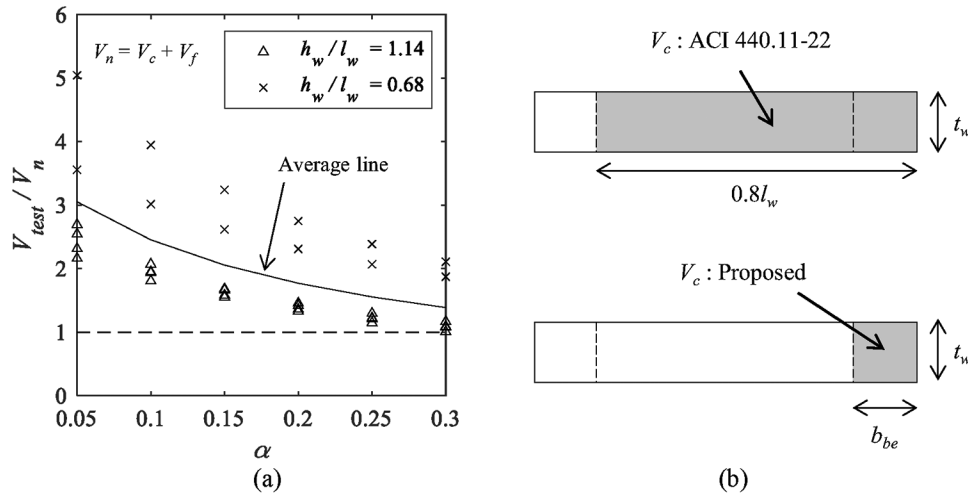 6
5
4
3
2
1
0
V_test / V_n
V_n = V_c + V_f
h_w / l_w = 1.14
h_w / l_w = 0.68
Average line
0.05 0.1 0.15 0.2 0.25 0.3
α
(a)
V_c : ACI 440.11-22
t_w
0.8l_w
V_c : Proposed
t_w
b_be
(b)